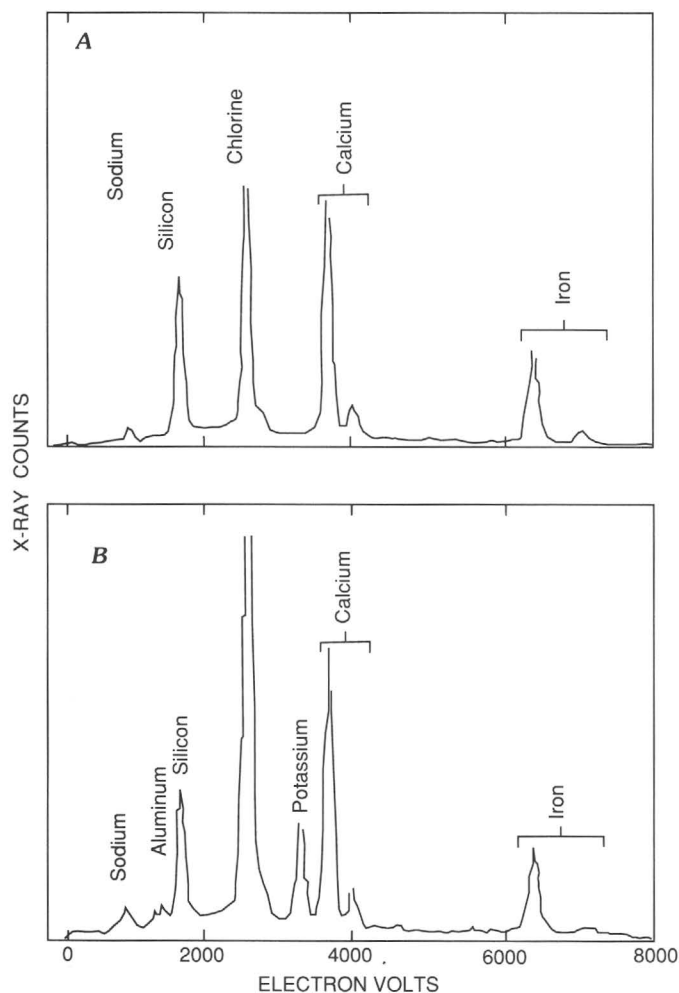 A
Sodium
Silicon
Chlorine
Calcium
Iron
X-RAY COUNTS
B
Sodium
Aluminum
Silicon
Potassium
Calcium
Iron
0 2000 4000 6000 8000
ELECTRON VOLTS